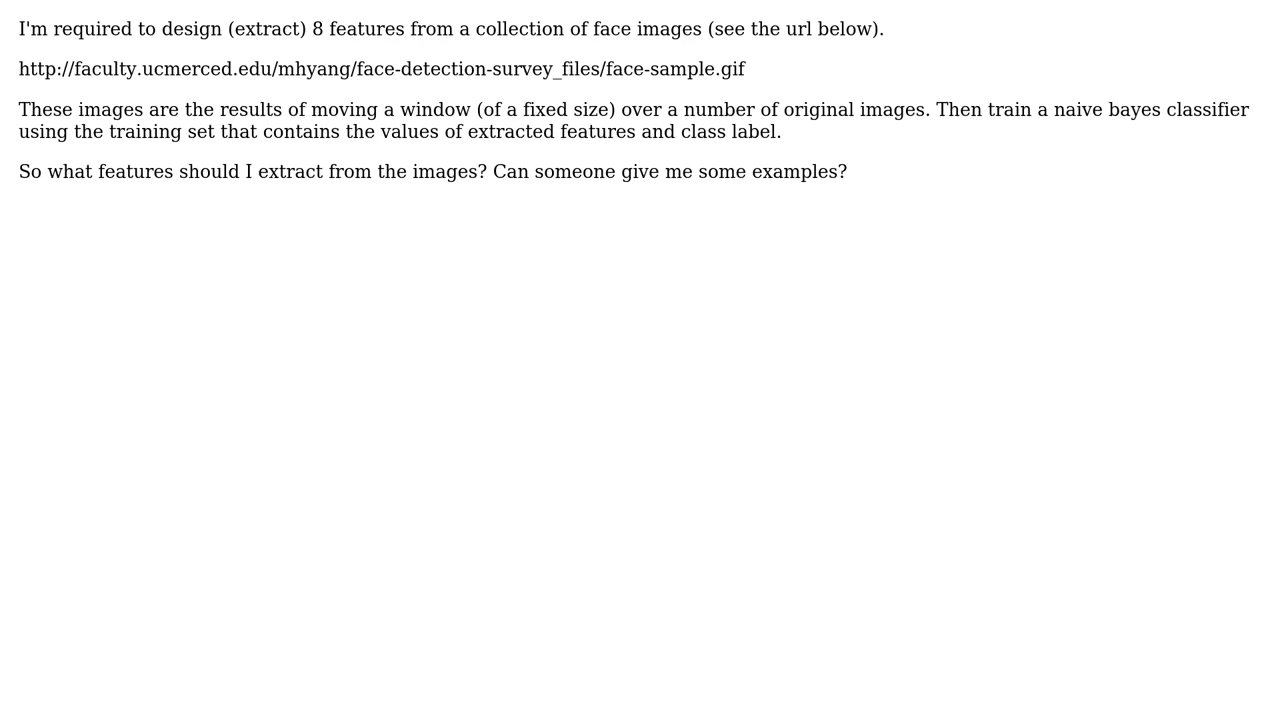 I'm required to design (extract) 8 features from a collection of face images (see the url below).
http://faculty.ucmerced.edu/mhyang/face-detection-survey_files/face-sample.gif
These images are the results of moving a window (of a fixed size) over a number of original images. Then train a naive bayes classifier
using the training set that contains the values of extracted features and class label.
So what features should I extract from the images? Can someone give me some examples?